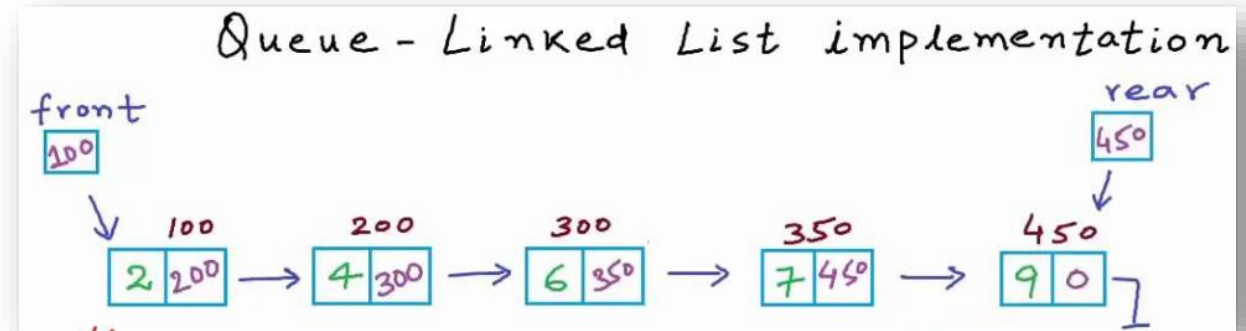 Queue - Linked List implementation
front
rear
100
450
100 200 300 350 450
2 200 4 300 6 350 7 450 9 0